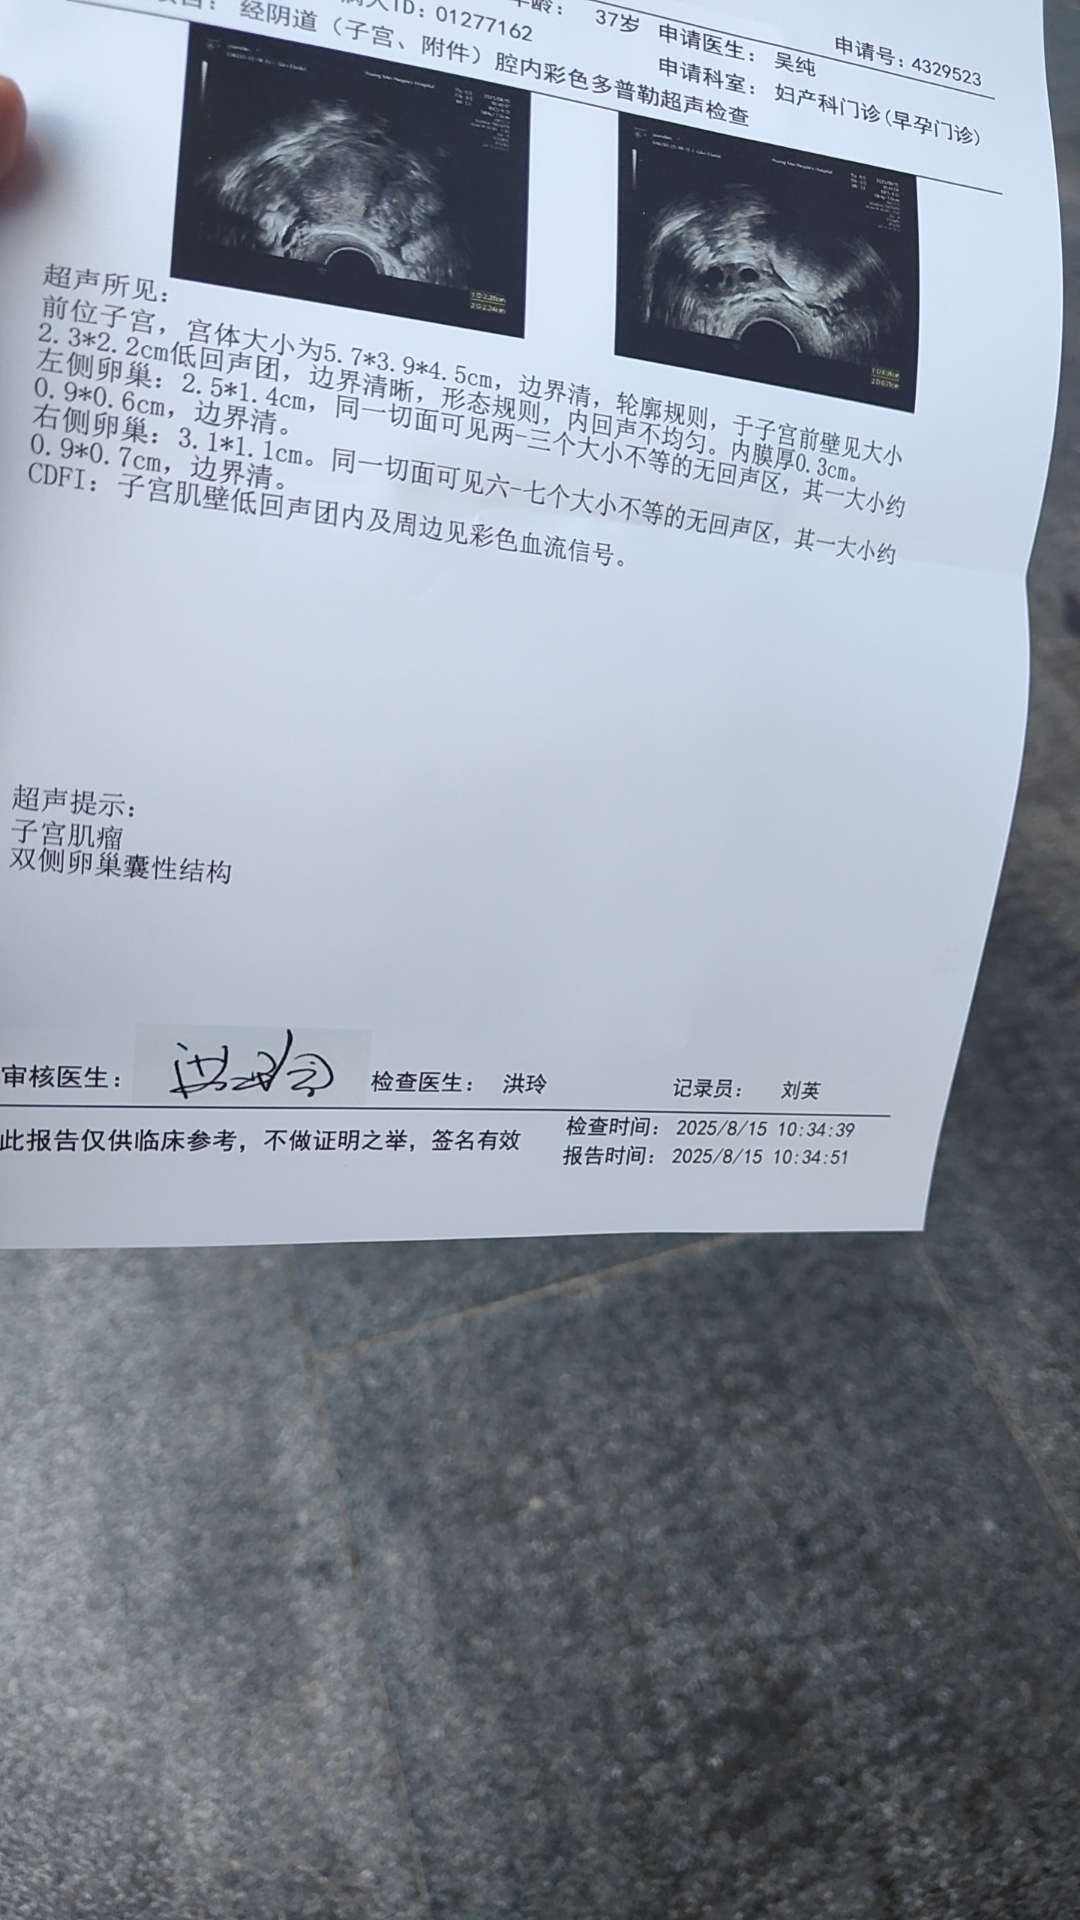 年龄： 37岁 申请医生： 吴纯 申请号：4329523
病人ID：01277162 申请科室： 妇产科门诊(早孕门诊)
经阴道（子宫、附件）腔内彩色多普勒超声检查
超声所见：
前位子宫，宫体大小为5.7*3.9*4.5cm，边界清，轮廓规则，于子宫前壁见大小
2.3*2.2cm低回声团，边界清晰，形态规则，内回声不均匀。内膜厚0.3cm。
左侧卵巢：2.5*1.4cm，同一切面可见两-三个大小不等的无回声区，其一大小约
0.9*0.6cm，边界清。
右侧卵巢：3.1*1.1cm。同一切面可见六-七个大小不等的无回声区，其一大小约
0.9*0.7cm，边界清。
CDFI：子宫肌壁低回声团内及周边见彩色血流信号。
超声提示：
子宫肌瘤
双侧卵巢囊性结构
审核医生： 洪玲 检查医生： 洪玲 记录员： 刘英
此报告仅供临床参考，不做证明之举，签名有效
检查时间： 2025/8/15 10:34:39
报告时间： 2025/8/15 10:34:51